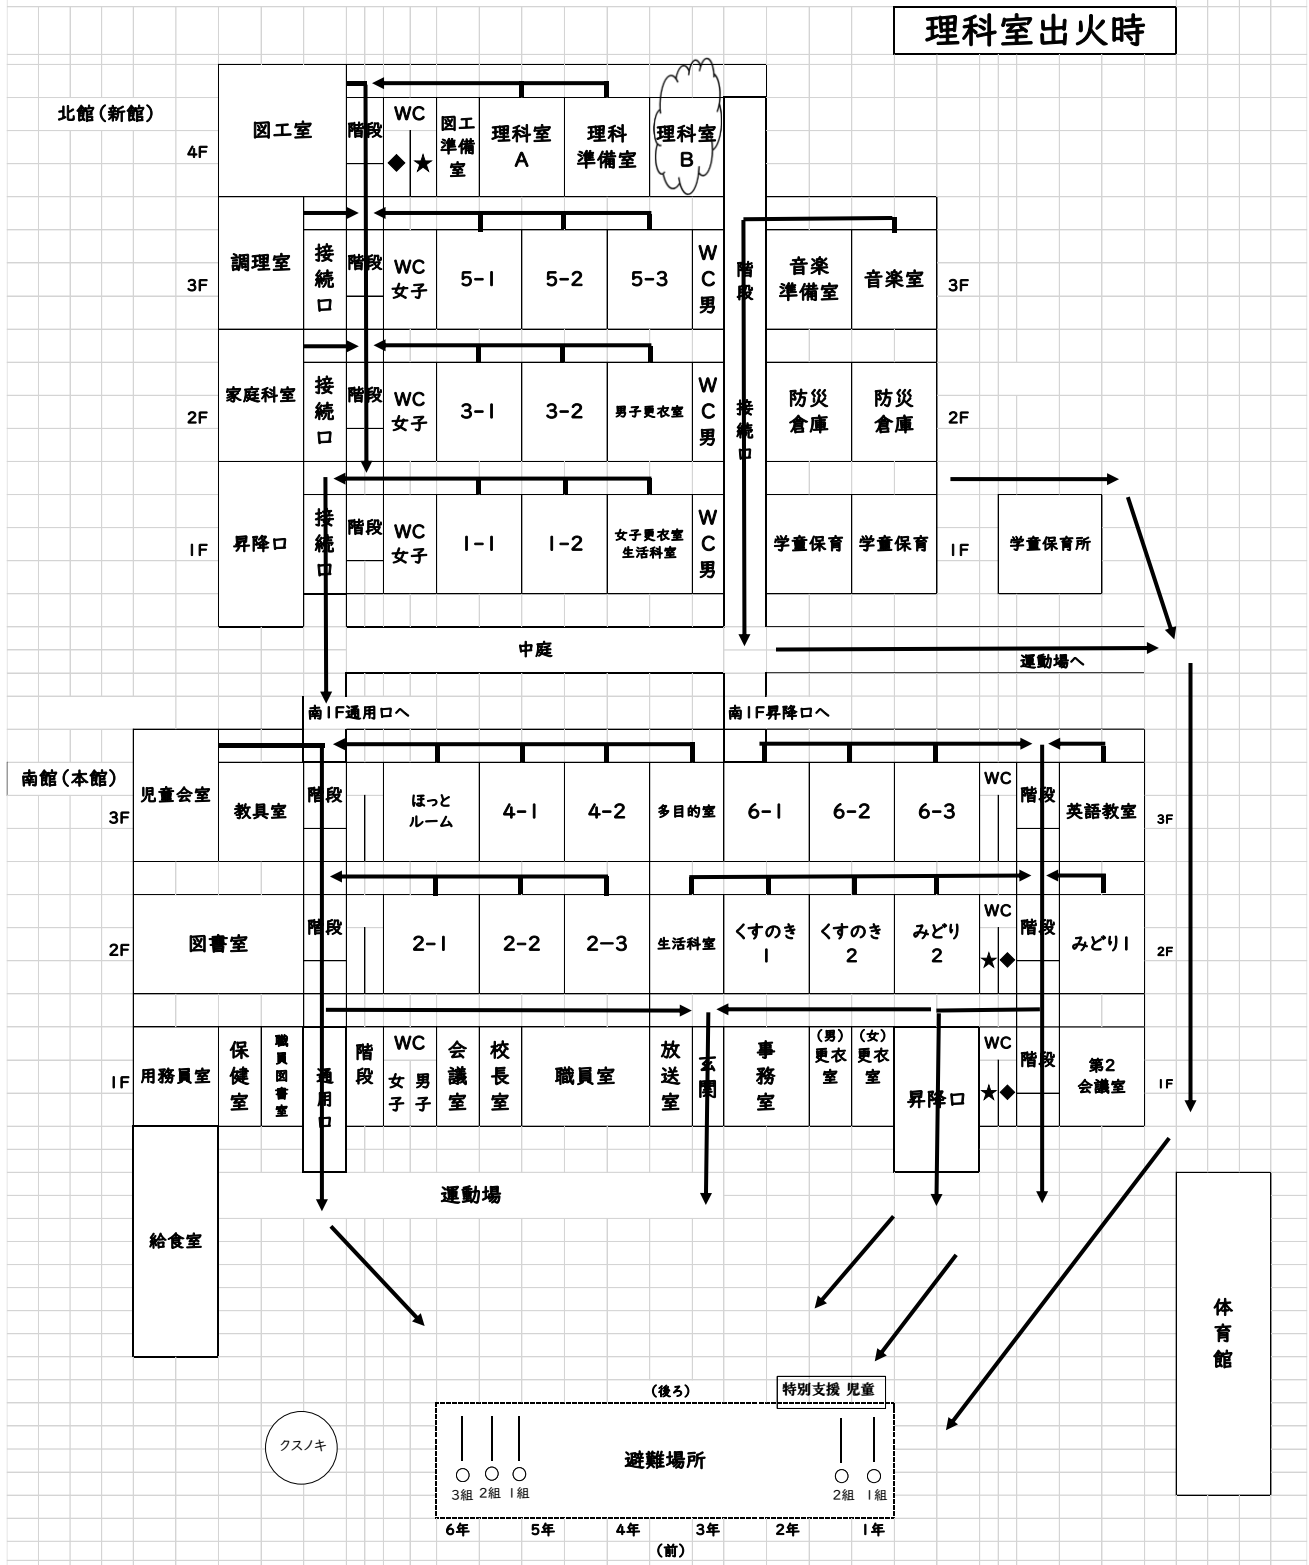 理科室出火時
北館（新館）
4F
図工室
階段
WC
◆
★
図工
準備
室
理科室
A
理科
準備室
理科室
B
3F
調理室
接続口
階段
WC
女子
5-1
5-2
5-3
WC男
階段
音楽
準備室
音楽室
3F
2F
家庭科室
接続口
階段
WC
女子
3-1
3-2
男子更衣室
WC男
接続口
防災
倉庫
防災
倉庫
2F
1F
昇降口
接続口
階段
WC
女子
1-1
1-2
女子更衣室
生活科室
WC男
学童保育
学童保育
1F
学童保育所
中庭
運動場へ
南1F通用口へ
南1F昇降口へ
南館（本館）
3F
児童会室
教具室
階段
ほっと
ルーム
4-1
4-2
多目的室
6-1
6-2
6-3
WC
階段
英語教室
3F
2F
図書室
階段
2-1
2-2
2ー3
生活科室
くすのき
1
くすのき
2
みどり
2
WC
★◆
階段
みどり1
2F
1F
用務員室
保健室
職員図書室
通用口
階段
WC
女子
男子
会議室
校長室
職員室
放送室
玄関
事務室
（男）
更衣
室
（女）
更衣
室
昇降口
WC
★◆
階段
第2
会議室
1F
運動場
給食室
体育館
（後ろ）
特別支援 児童
クスノキ
避難場所
3組
2組
1組
2組
1組
6年
5年
4年
3年
2年
1年
（前）